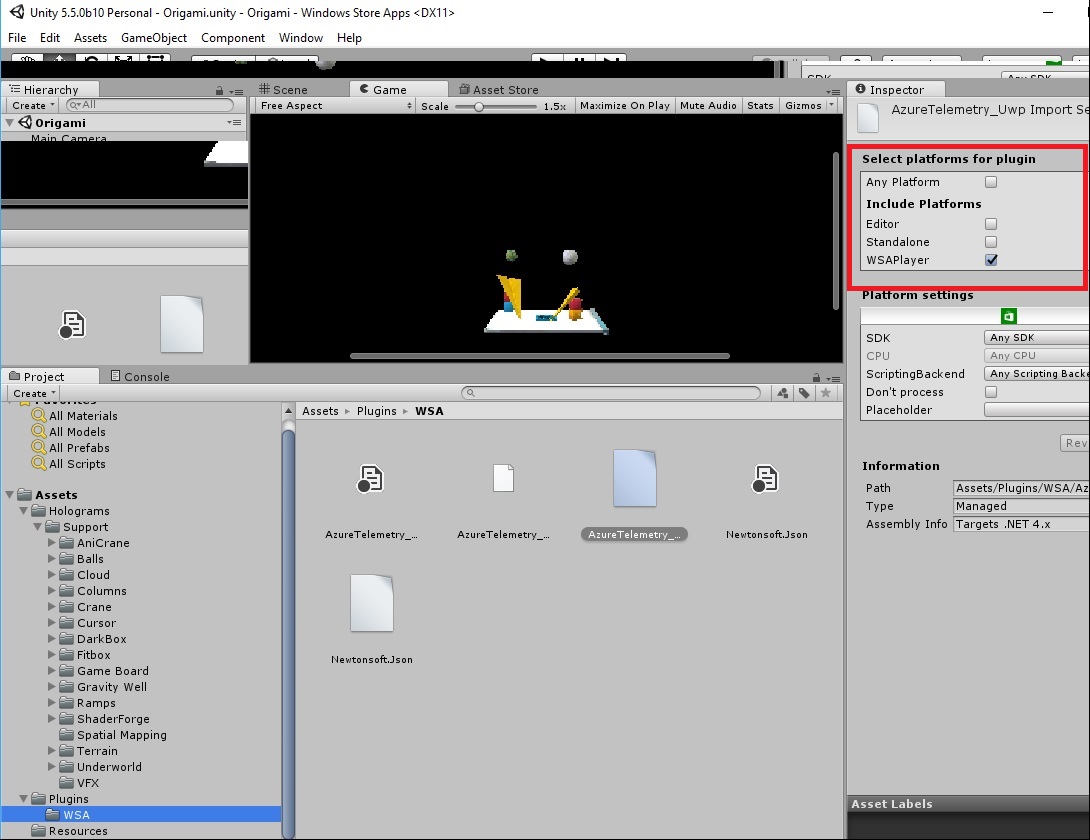 Unity 5.5.0b10 Personal - Origami.unity - Origami - Windows Store Apps <DX11>
File Edit Assets GameObject Component Window Help
Hierarchy
Create
All
Origami
Main Camera
Scene
Game
Asset Store
Free Aspect
Scale
1.5x
Maximize On Play
Mute Audio
Stats
Gizmos
SDK
Any SDK
Inspector
AzureTelemetry_Uwp Import Se
Select platforms for plugin
Any Platform
Include Platforms
Editor
Standalone
WSAPlayer
Platform settings
SDK
Any SDK
CPU
Any CPU
ScriptingBackend
Any Scripting Backe
Don't process
Placeholder
Rev
Information
Path
Assets/Plugins/WSA/Az
Type
Managed
Assembly Info
Targets .NET 4.x
Asset Labels
Project
Console
Create
Favorites
All Materials
All Models
All Prefabs
All Scripts
Assets
Holograms
Support
AniCrane
Balls
Cloud
Columns
Crane
Cursor
DarkBox
Fitbox
Game Board
Gravity Well
Ramps
ShaderForge
Spatial Mapping
Terrain
Underworld
VFX
Plugins
WSA
Resources
Assets
Plugins
WSA
AzureTelemetry_...
AzureTelemetry_...
AzureTelemetry_...
Newtonsoft.Json
Newtonsoft.Json